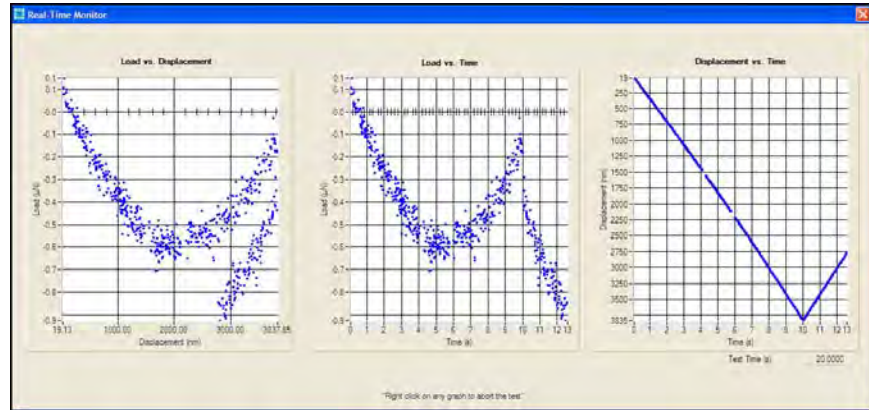 Real-Time Monitor
Load vs. Displacement
0.1
0.1
-0.0
-0.1
-0.2
-0.3
-0.4
-0.5
-0.6
-0.7
-0.8
-0.9
Load (µN)
19.13 1000.00 2000.00 3000.00 3837.85
Displacement (nm)
Load vs. Time
0.1
0.1
-0.0
-0.1
-0.2
-0.3
-0.4
-0.5
-0.6
-0.7
-0.8
-0.9
Load (µN)
0 1 2 3 4 5 6 7 8 9 10 11 12 13
Time (s)
Displacement vs. Time
13
250
500
750
1000
1250
1500
1750
2000
2250
2500
2750
3000
3250
3500
3835
Displacement (nm)
0 1 2 3 4 5 6 7 8 9 10 11 12 13
Time (s)
Test Time (s) 20.0000
"Right click on any graph to abort the test"